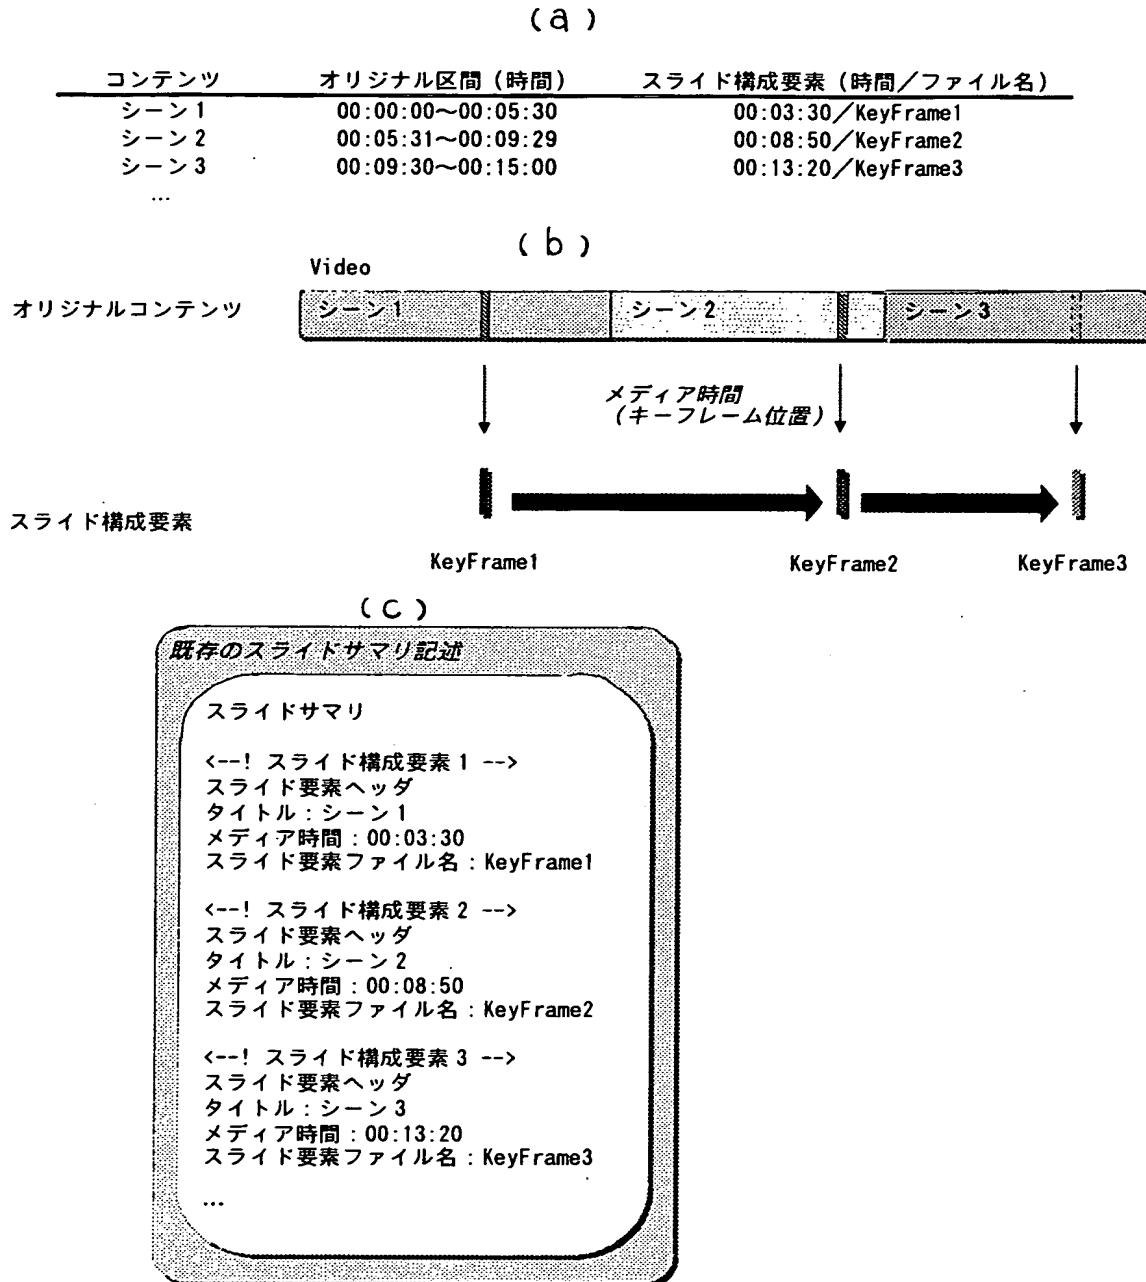 (a)
コンテンツ オリジナル区間 (時間) スライド構成要素 (時間/ファイル名)
シーン1 00:00:00~00:05:30 00:03:30/KeyFrame1
シーン2 00:05:31~00:09:29 00:08:50/KeyFrame2
シーン3 00:09:30~00:15:00 00:13:20/KeyFrame3
...
(b)
Video
オリジナルコンテンツ シーン1 シーン2 シーン3
メディア時間
(キーフレーム位置)
スライド構成要素
KeyFrame1 KeyFrame2 KeyFrame3
(c)
既存のスライドサマリ記述
スライドサマリ
<--! スライド構成要素1 -->
スライド要素ヘッダ
タイトル:シーン1
メディア時間:00:03:30
スライド要素ファイル名:KeyFrame1
<--! スライド構成要素2 -->
スライド要素ヘッダ
タイトル:シーン2
メディア時間:00:08:50
スライド要素ファイル名:KeyFrame2
<--! スライド構成要素3 -->
スライド要素ヘッダ
タイトル:シーン3
メディア時間:00:13:20
スライド要素ファイル名:KeyFrame3
...